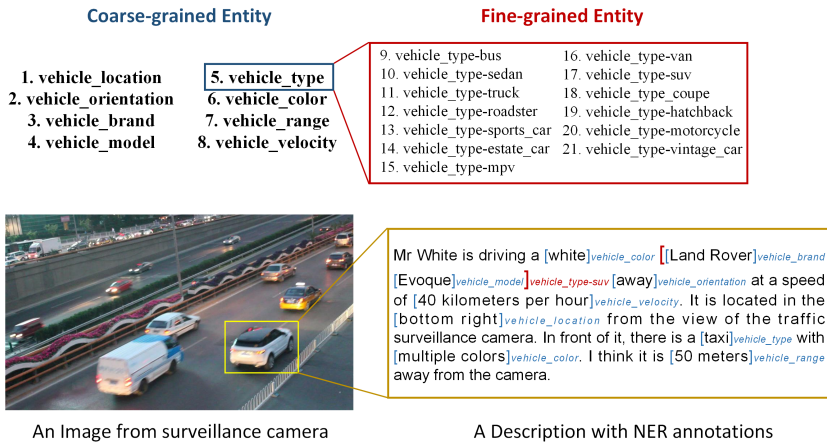 Coarse-grained Entity
Fine-grained Entity
1. vehicle_location
2. vehicle_orientation
3. vehicle_brand
4. vehicle_model
5. vehicle_type
6. vehicle_color
7. vehicle_range
8. vehicle_velocity
9. vehicle_type-bus
10. vehicle_type-sedan
11. vehicle_type-truck
12. vehicle_type-roadster
13. vehicle_type-sports_car
14. vehicle_type-estate_car
15. vehicle_type-mpv
16. vehicle_type-van
17. vehicle_type-suv
18. vehicle_type_coupe
19. vehicle_type-hatchback
20. vehicle_type-motorcycle
21. vehicle_type-vintage_car
Mr White is driving a [white]vehicle_color [[Land Rover]vehicle_brand
[Evoque]vehicle_model]vehicle_type-suv [away]vehicle_orientation at a speed
of [40 kilometers per hour]vehicle_velocity. It is located in the
[bottom right]vehicle_location from the view of the traffic
surveillance camera. In front of it, there is a [taxi]vehicle_type with
[multiple colors]vehicle_color. I think it is [50 meters]vehicle_range
away from the camera.
An Image from surveillance camera
A Description with NER annotations